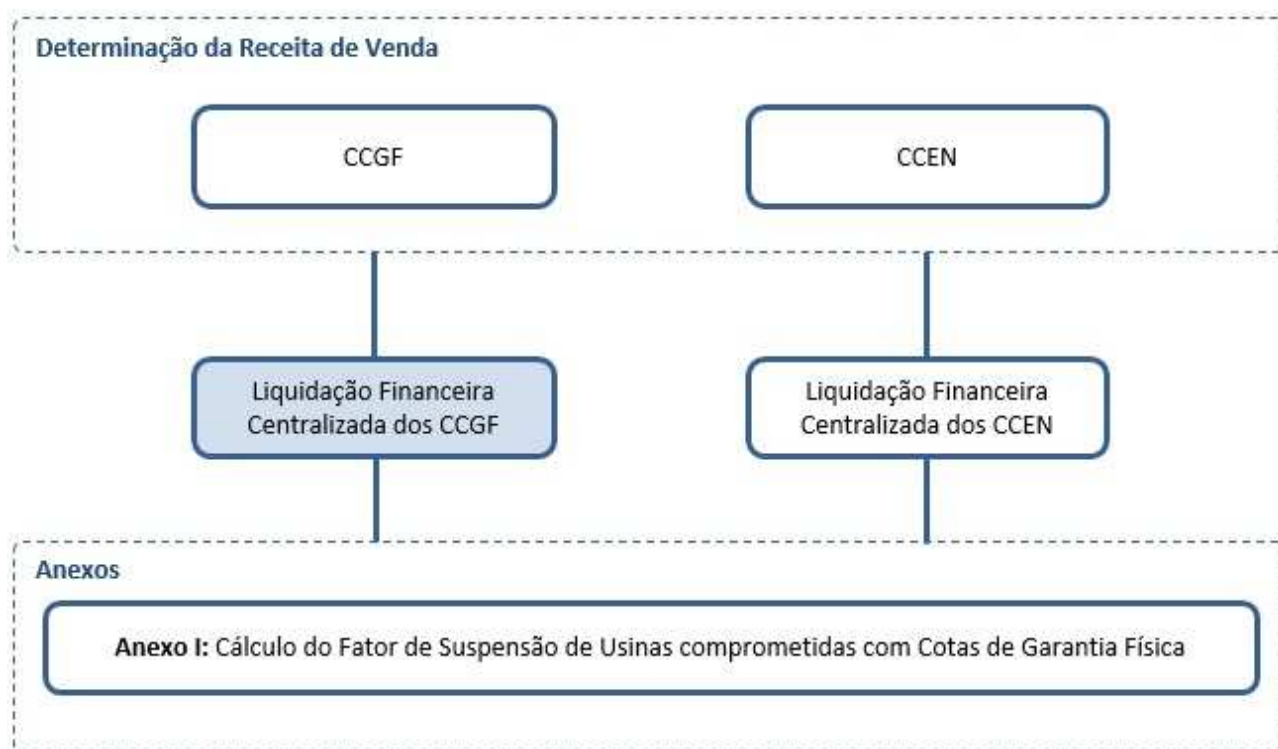 Determinação da Receita de Venda
CCGF
CCEN
Liquidação Financeira
Centralizada dos CCGF
Liquidação Financeira
Centralizada dos CCEN
Anexos
Anexo I: Cálculo do Fator de Suspensão de Usinas comprometidas com Cotas de Garantia Física